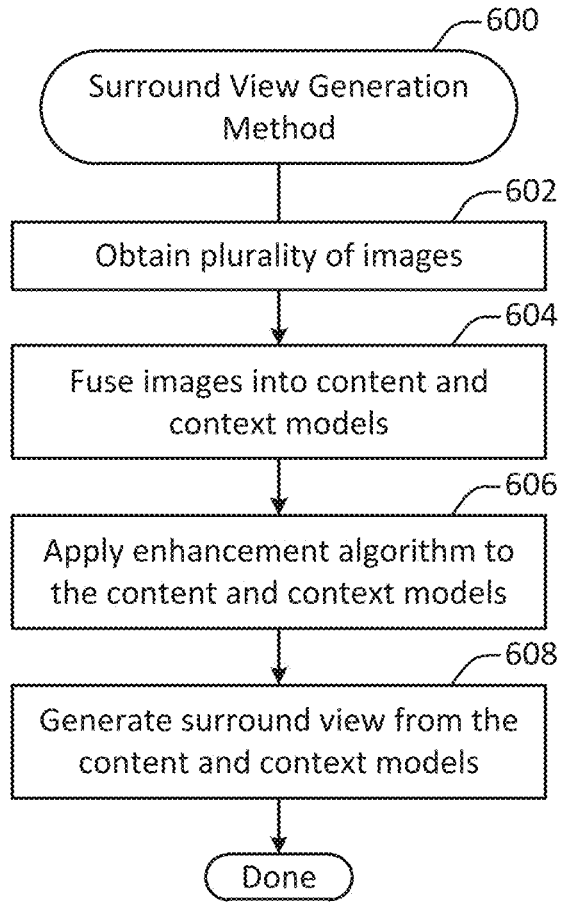 600
Surround View Generation
Method
602
Obtain plurality of images
604
Fuse images into content and
context models
606
Apply enhancement algorithm to
the content and context models
608
Generate surround view from the
content and context models
Done